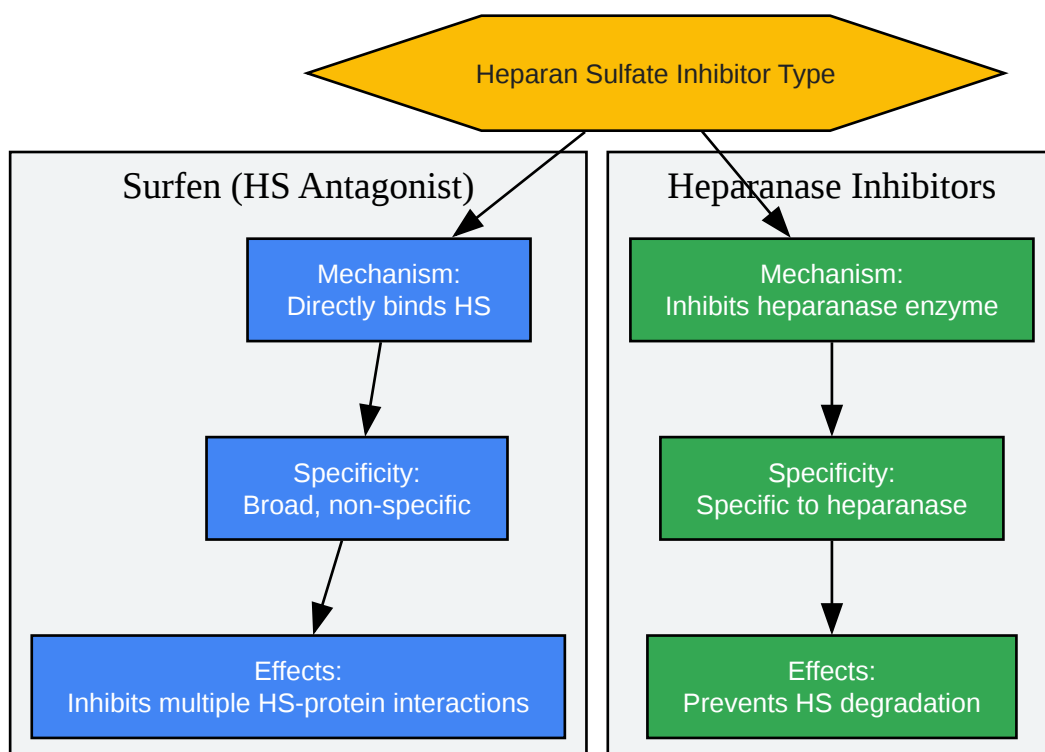 Heparan Sulfate Inhibitor Type
Surfen (HS Antagonist)
Mechanism:
Directly binds HS
Specificity:
Broad, non-specific
Effects:
Inhibits multiple HS-protein interactions
Heparanase Inhibitors
Mechanism:
Inhibits heparanase enzyme
Specificity:
Specific to heparanase
Effects:
Prevents HS degradation